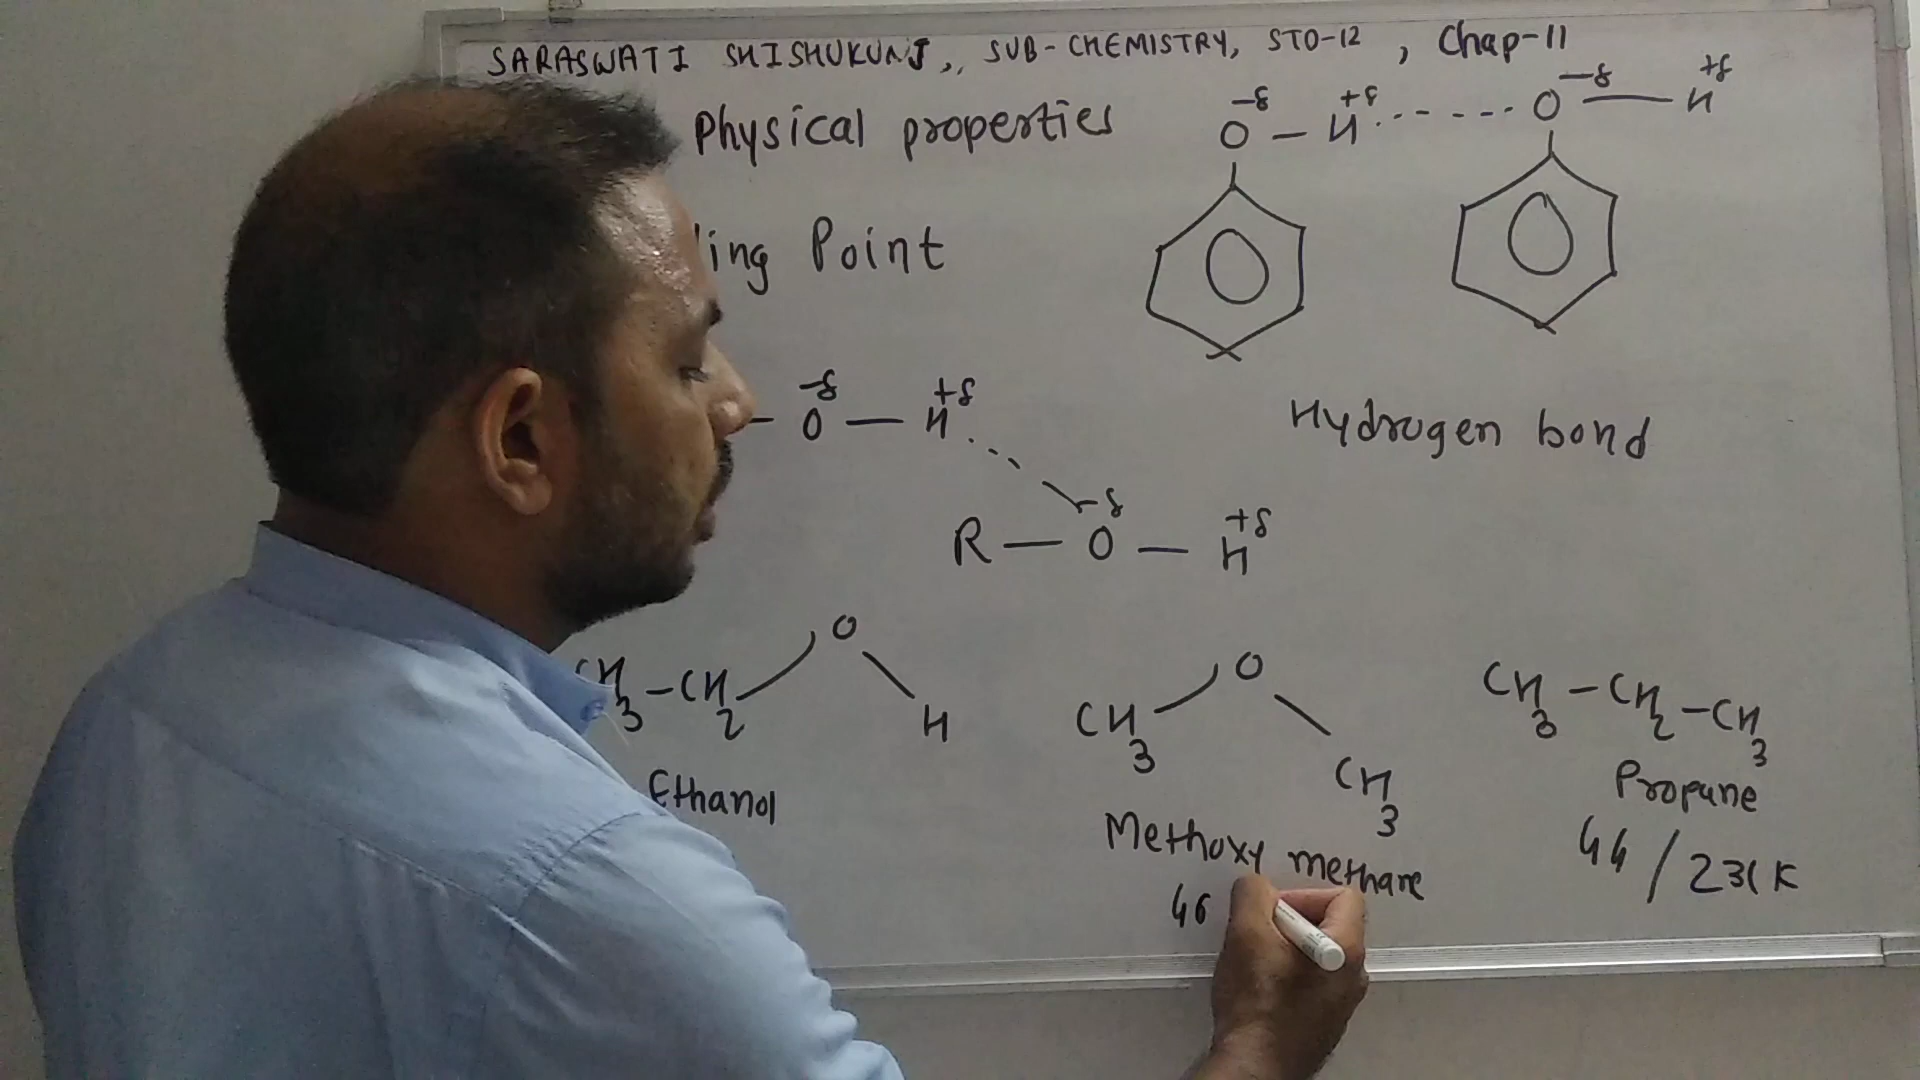 SARASWATI SHISHUKUNJ, SUB-CHEMISTRY, STD-12, Chap-11
Physical properties
-δ +δ -δ +δ
O - H ------ O — H
ing Point
-δ +δ
- O — H
Hydrogen bond
-δ +δ
R — O — H
CH3 - CH2 O H
CH3 O CH3
CH3 - CH2 - CH3
Ethanol
Methoxy methane
Propane
46
44 / 231 K